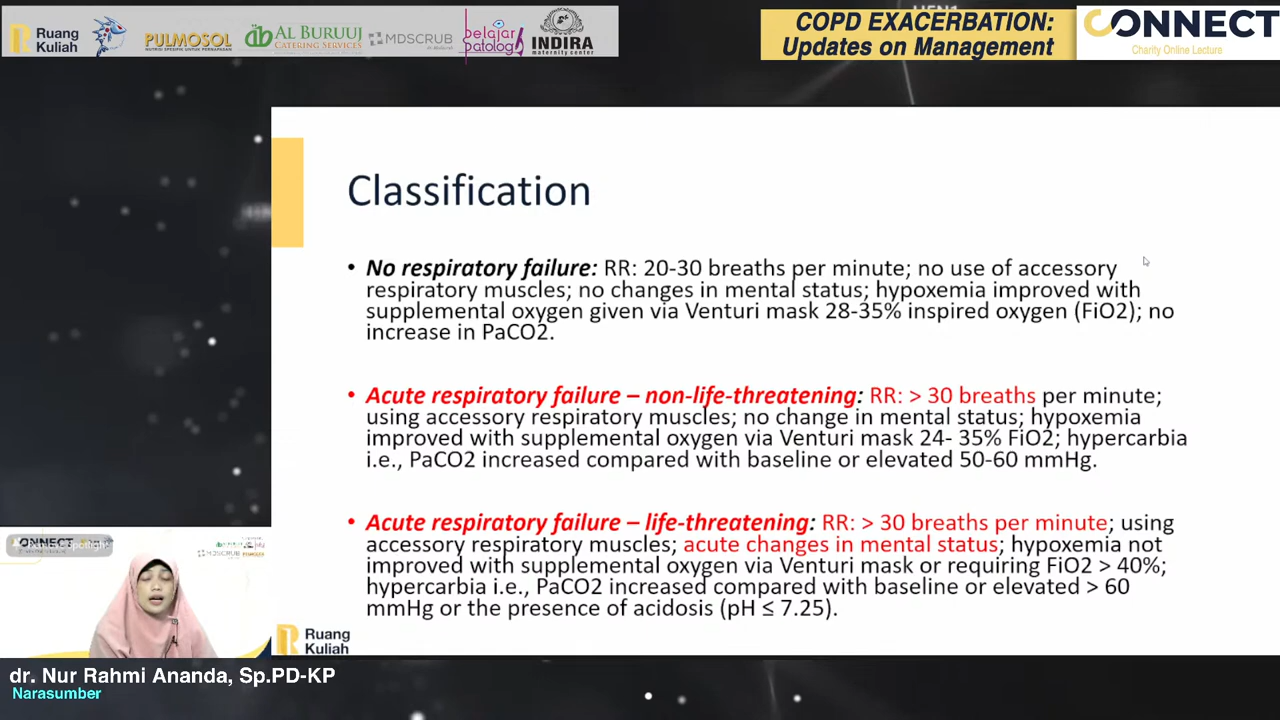 Ruang
Kuliah
PULMOSOL
NUTRISI SPESIFIK UNTUK PERNAPASAN
AL BURUUJ
CATERING SERVICES
MDSCRUB
belajar
patologi
INDIRA
maternity.center
COPD EXACERBATION:
Updates on Management
CONNECT
Charity Online Lecture
Classification
• No respiratory failure: RR: 20-30 breaths per minute; no use of accessory
respiratory muscles; no changes in mental status; hypoxemia improved with
supplemental oxygen given via Venturi mask 28-35% inspired oxygen (FiO2); no
increase in PaCO2.
• Acute respiratory failure – non-life-threatening: RR: > 30 breaths per minute;
using accessory respiratory muscles; no change in mental status; hypoxemia
improved with supplemental oxygen via Venturi mask 24- 35% FiO2; hypercarbia
i.e., PaCO2 increased compared with baseline or elevated 50-60 mmHg.
• Acute respiratory failure – life-threatening: RR: > 30 breaths per minute; using
accessory respiratory muscles; acute changes in mental status; hypoxemia not
improved with supplemental oxygen via Venturi mask or requiring FiO2 > 40%;
hypercarbia i.e., PaCO2 increased compared with baseline or elevated > 60
mmHg or the presence of acidosis (pH ≤ 7.25).
Ruang
Kuliah
dr. Nur Rahmi Ananda, Sp.PD-KP
Narasumber